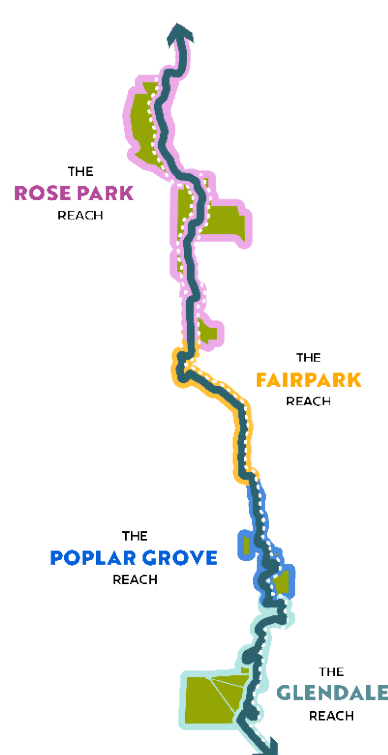 THE
ROSE PARK
REACH
THE
FAIRPARK
REACH
THE
POPLAR GROVE
REACH
THE
GLENDALE
REACH